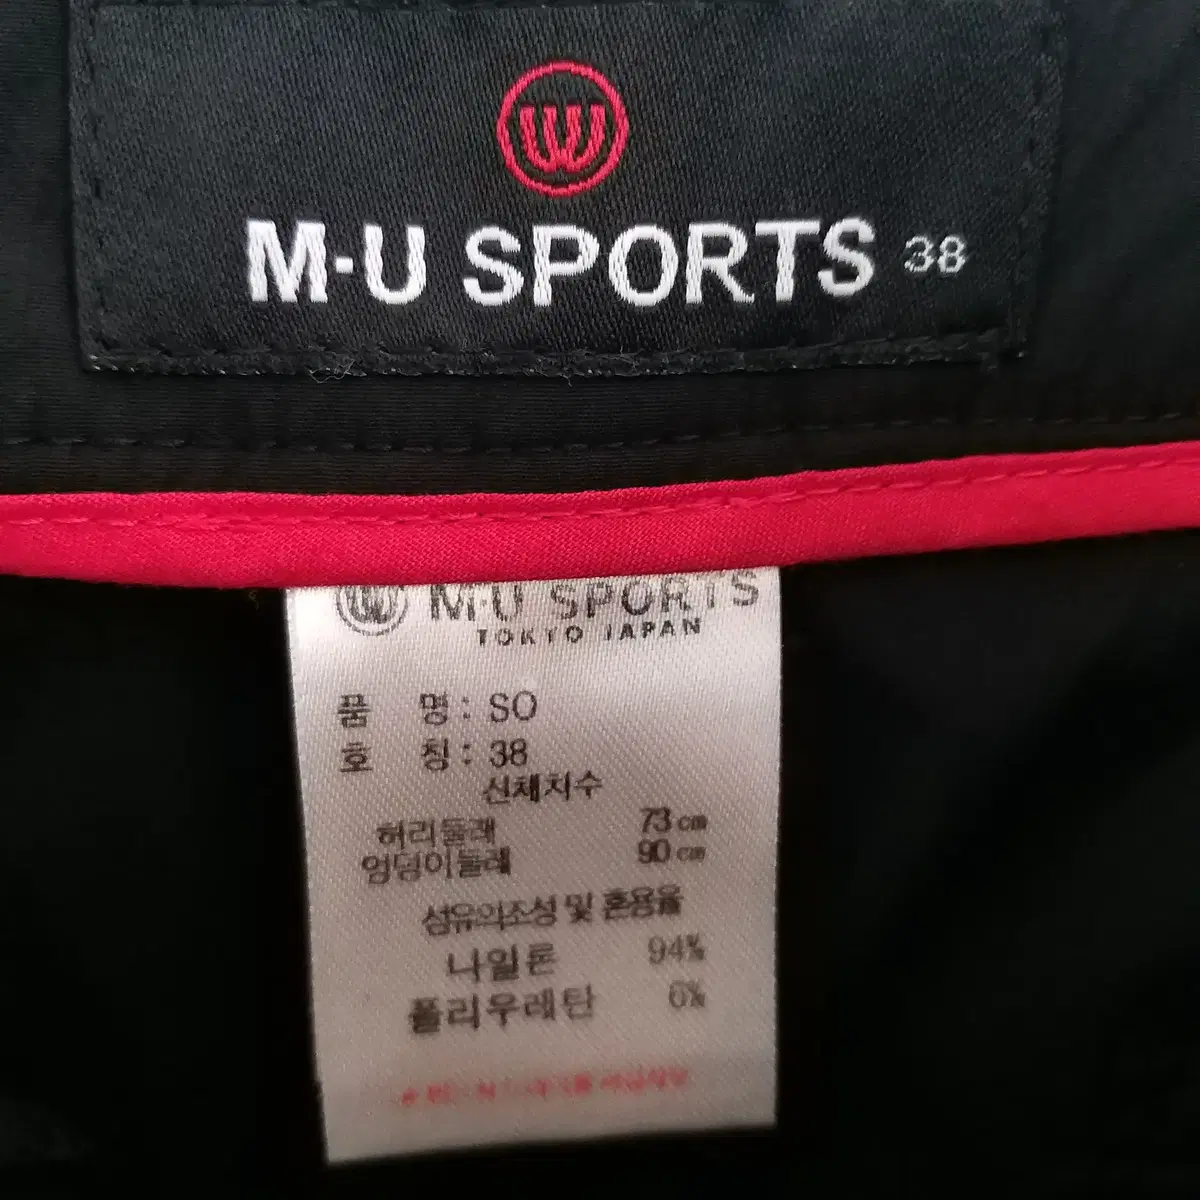 M·U SPORTS 38
M·U SPORTS
TOKYO JAPAN
품 명 : SO
호 칭 : 38
신체치수
허리둘레 73cm
엉덩이둘레 90cm
섬유의조성 및 혼용율
나일론 94%
폴리우레탄 6%